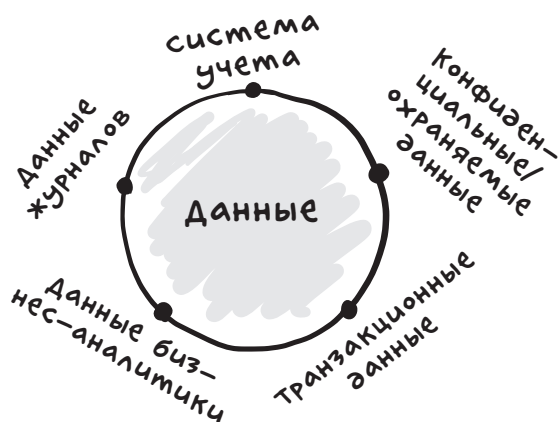 система
учета
Конфиден-
циальные/
охраняемые
данные
Данные
журналов
Данные
Данные биз-
нес-аналитики
Транзакционные
данные